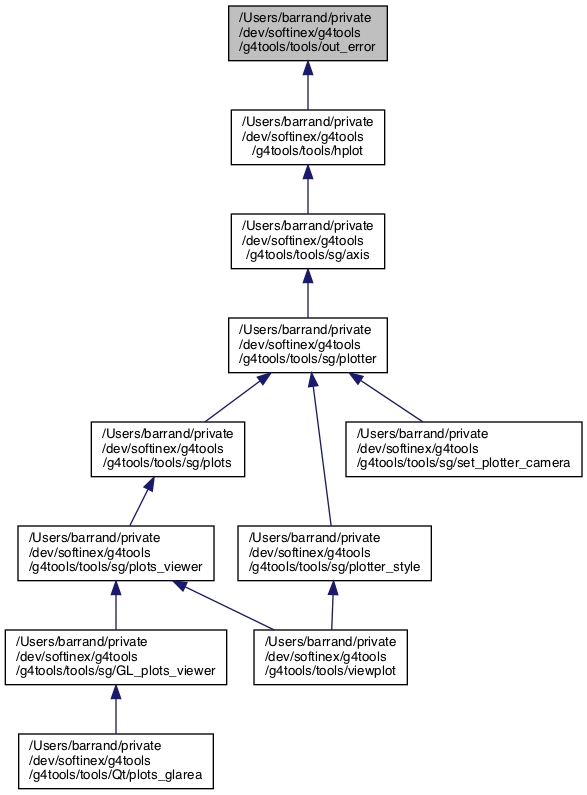 /Users/barrand/private
/dev/softinex/g4tools
/g4tools/tools/out_error
/Users/barrand/private
/dev/softinex/g4tools
/g4tools/tools/hplot
/Users/barrand/private
/dev/softinex/g4tools
/g4tools/tools/sg/axis
/Users/barrand/private
/dev/softinex/g4tools
/g4tools/tools/sg/plotter
/Users/barrand/private
/dev/softinex/g4tools
/g4tools/tools/sg/plots
/Users/barrand/private
/dev/softinex/g4tools
/g4tools/tools/sg/set_plotter_camera
/Users/barrand/private
/dev/softinex/g4tools
/g4tools/tools/sg/plots_viewer
/Users/barrand/private
/dev/softinex/g4tools
/g4tools/tools/sg/plotter_style
/Users/barrand/private
/dev/softinex/g4tools
/g4tools/tools/sg/GL_plots_viewer
/Users/barrand/private
/dev/softinex/g4tools
/g4tools/tools/viewplot
/Users/barrand/private
/dev/softinex/g4tools
/g4tools/tools/Qt/plots_glarea